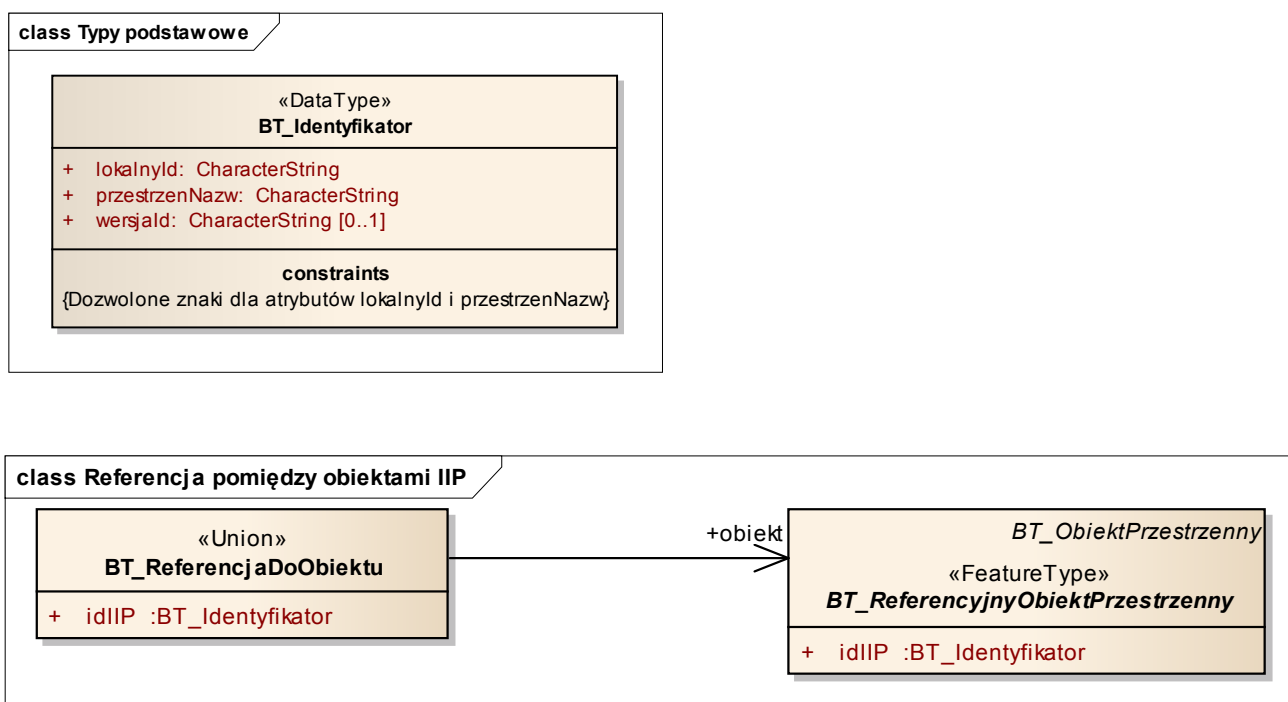 class Typy podstawowe
«DataType»
BT_Identyfikator
+ lokalnyId: CharacterString
+ przestrzenNazw: CharacterString
+ wersjaId: CharacterString [0..1]
constraints
{Dozwolone znaki dla atrybutów lokalnyId i przestrzenNazw}
class Referencja pomiędzy obiektami IIP
«Union»
BT_ReferencjaDoObiektu
+ idIIP :BT_Identyfikator
+obiekt
BT_ObiektPrzestrzenny
«FeatureType»
BT_ReferencyjnyObiektPrzestrzenny
+ idIIP :BT_Identyfikator